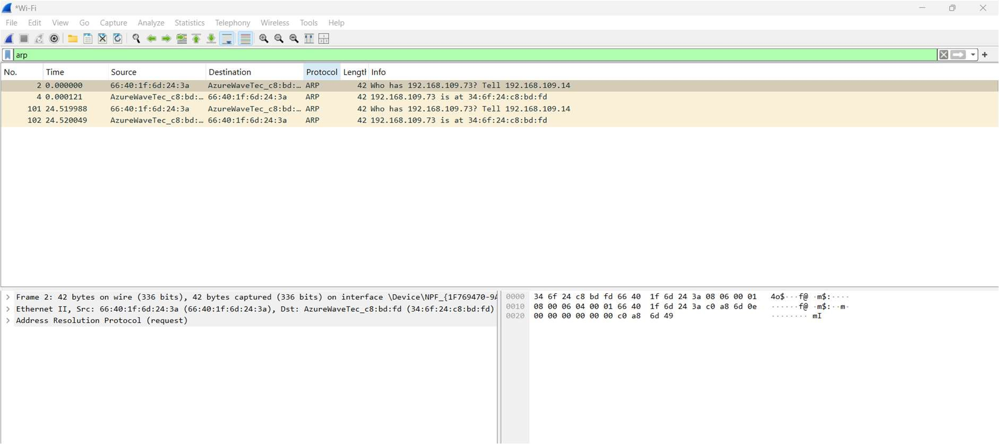 *Wi-Fi
File Edit View Go Capture Analyze Statistics Telephony Wireless Tools Help
arp
No. Time Source Destination Protocol Length Info
2 0.000000 66:40:1f:6d:24:3a AzureWaveTec_c8:bd:… ARP 42 Who has 192.168.109.73? Tell 192.168.109.14
4 0.000121 AzureWaveTec_c8:bd:… 66:40:1f:6d:24:3a ARP 42 192.168.109.73 is at 34:6f:24:c8:bd:fd
101 24.519988 66:40:1f:6d:24:3a AzureWaveTec_c8:bd:… ARP 42 Who has 192.168.109.73? Tell 192.168.109.14
102 24.520049 AzureWaveTec_c8:bd:… 66:40:1f:6d:24:3a ARP 42 192.168.109.73 is at 34:6f:24:c8:bd:fd
Frame 2: 42 bytes on wire (336 bits), 42 bytes captured (336 bits) on interface \Device\NPF_{1F769470-9A
Ethernet II, Src: 66:40:1f:6d:24:3a (66:40:1f:6d:24:3a), Dst: AzureWaveTec_c8:bd:fd (34:6f:24:c8:bd:fd)
Address Resolution Protocol (request)
0000 34 6f 24 c8 bd fd 66 40 1f 6d 24 3a 08 06 00 01 4o$···f@ ·m$:····
0010 08 00 06 04 00 01 66 40 1f 6d 24 3a c0 a8 6d 0e ······f@ ·m$:··m·
0020 00 00 00 00 00 00 c0 a8 6d 49 ········ mI